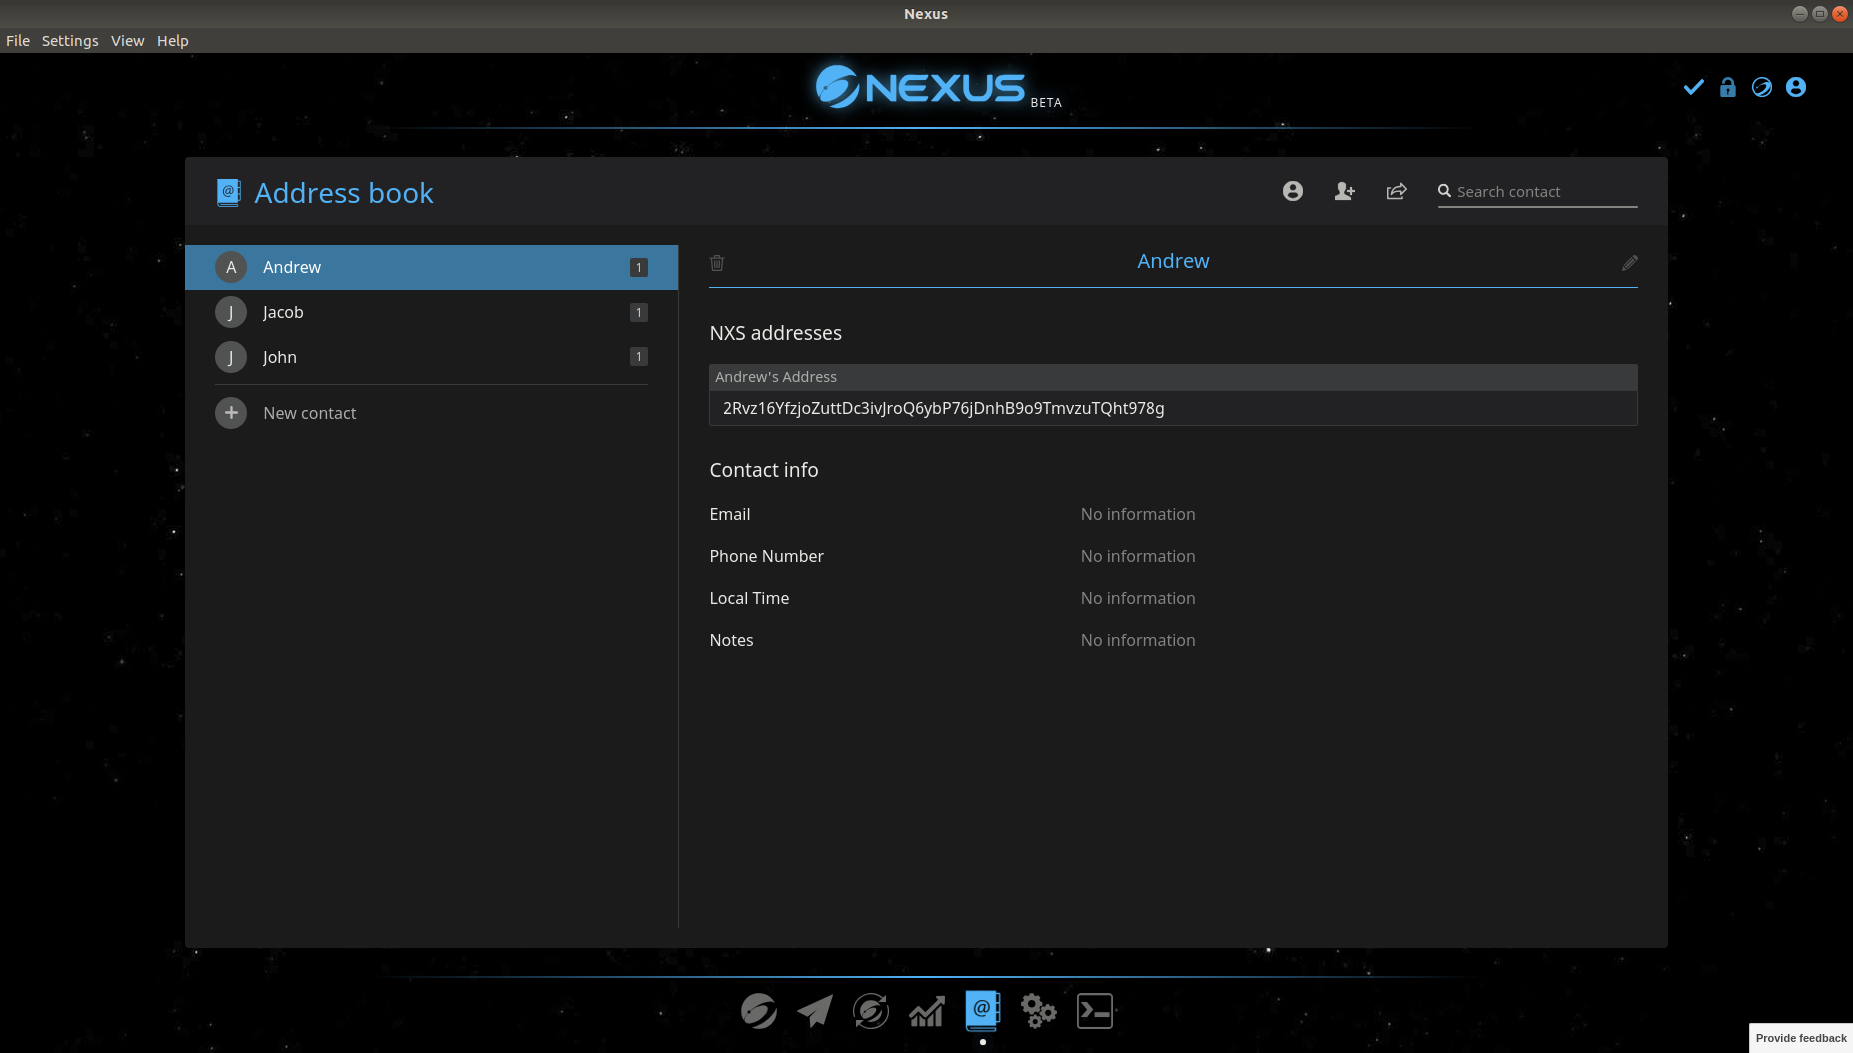 Nexus
File Settings View Help
NEXUS BETA
Address book
Search contact
A Andrew 1
J Jacob 1
J John 1
New contact
Andrew
NXS addresses
Andrew's Address
2Rvz16YfzjoZuttDc3ivJroQ6ybP76jDnhB9o9TmvzuTQht978g
Contact info
Email No information
Phone Number No information
Local Time No information
Notes No information
Provide feedback